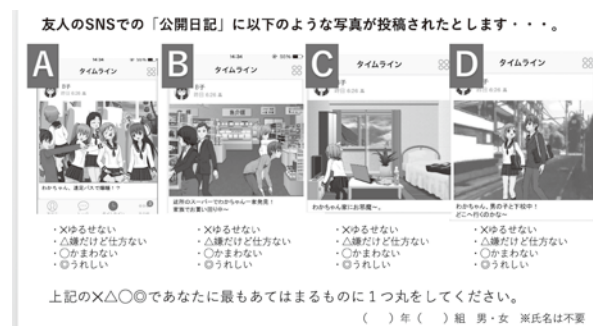 友人のSNSでの「公開日記」に以下のような写真が投稿されたとします・・・。
A
タイムライン
わかちゃん、遠足バスで爆睡!?
B
タイムライン
近所のスーパーでわかちゃん一家発見!
家族でお買い回り中〜
C
タイムライン
わかちゃん家にお邪魔〜。
D
タイムライン
わかちゃん、男の子と下校中!
どこへ行くのかな〜
・×ゆるせない
・△嫌だけど仕方ない
・○かまわない
・◎うれしい
・×ゆるせない
・△嫌だけど仕方ない
・○かまわない
・◎うれしい
・×ゆるせない
・△嫌だけど仕方ない
・○かまわない
・◎うれしい
・×ゆるせない
・△嫌だけど仕方ない
・○かまわない
・◎うれしい
上記の×△○◎であなたに最もあてはまるものに1つ丸をしてください。
( )年( )組 男・女 ※氏名は不要